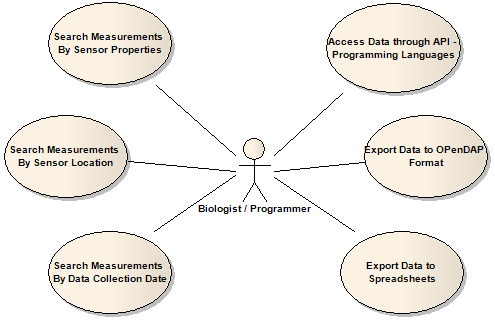 Search Measurements
By Sensor Properties
Access Data through API -
Programming Languages
Search Measurements
By Sensor Location
Export Data to OPenDAP
Format
Biologist / Programmer
Search Measurements
By Data Collection Date
Export Data to
Spreadsheets